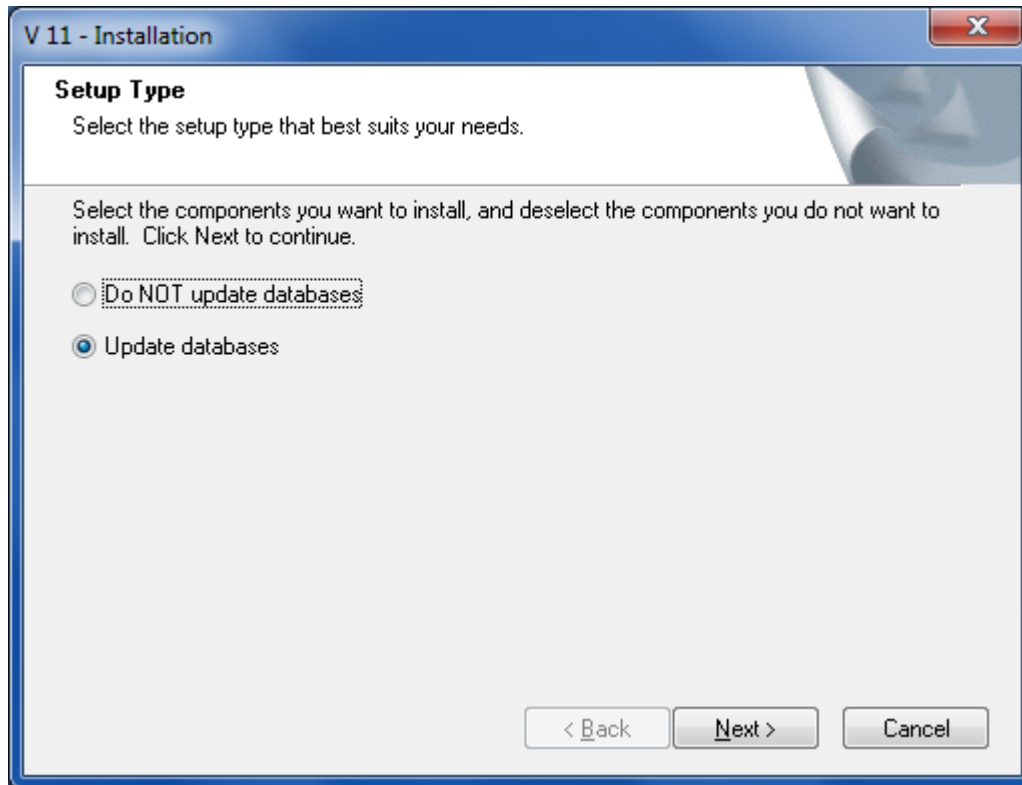 V 11 - Installation
Setup Type
Select the setup type that best suits your needs.
Select the components you want to install, and deselect the components you do not want to
install.  Click Next to continue.
Do NOT update databases
Update databases
< Back
Next >
Cancel